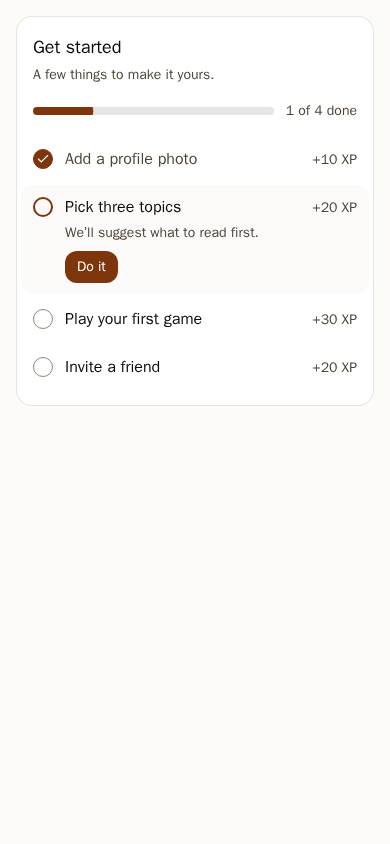 Get started
A few things to make it yours.
1 of 4 done
Add a profile photo +10 XP
Pick three topics +20 XP
We'll suggest what to read first.
Do it
Play your first game +30 XP
Invite a friend +20 XP